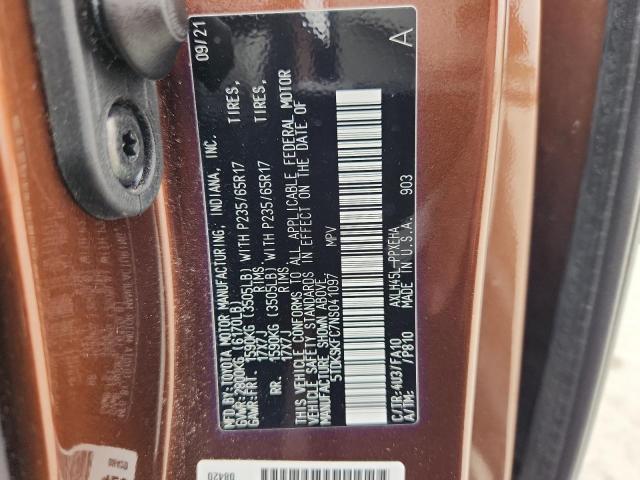 MFD. BY: TOYOTA MOTOR MANUFACTURING, INDIANA, INC. 09/21
GVWR: 2800KG (6170LB)
GAWR: FRT. 1590KG (3505LB) WITH P235/65R17 TIRES,
17X7J RIMS
RR. 1590KG (3505LB) WITH P235/65R17 TIRES,
17X7J RIMS
THIS VEHICLE CONFORMS TO ALL APPLICABLE FEDERAL MOTOR
VEHICLE SAFETY STANDARDS IN EFFECT ON THE DATE OF
MANUFACTURE SHOWN ABOVE.
5TDKSKFC7NS041097 MPV
C/TR: 4U3/FA10 AXLH45L-PPXEHA
A/TM: /P810 MADE IN U.S.A. 903
A
08420